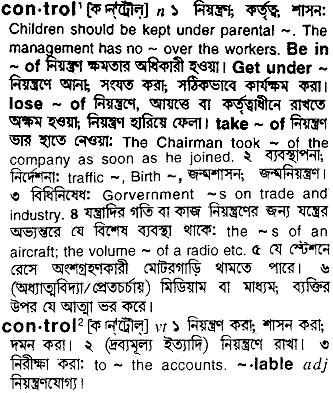 con·trol¹ [কান্‌ট্রৌল্] n ১ নিয়ন্ত্রণ; কর্তৃত্ব; শাসন:
Children should be kept under parental ~. The
management has no ~ over the workers. Be in
~ of নিয়ন্ত্রণ ক্ষমতার অধিকারী হওয়া। Get under ~
নিয়ন্ত্রণে আনা; সংযত করা; সঠিকভাবে কার্যক্ষম করা।
lose ~ of নিয়ন্ত্রণে, আয়ত্তে বা কর্তৃত্বাধীনে রাখতে
অক্ষম হওয়া; নিয়ন্ত্রণ হারিয়ে ফেলা। take ~ of নিয়ন্ত্রণ
ভার হাতে নেওয়া: The Chairman took ~ of the
company as soon as he joined. ২ ব্যবস্থাপনা;
নির্দেশনা: traffic ~, Birth ~, জন্মশাসন; জন্মনিয়ন্ত্রণ।
৩ বিধিনিষেধ: Gorvernment ~s on trade and
industry. ৪ যন্ত্রাদির গতি বা কাজ নিয়ন্ত্রণের জন্য যন্ত্রের
অভ্যন্তরে যে বিশেষ ব্যবস্থা থাকে: the ~s of an
aircraft; the volume ~ of a radio etc. ৫ যে স্টেশনে
রেসে অংশগ্রহণকারী মোটরগাড়ি থামতে পারে। ৬
(অধ্যাত্মবিদ্যা/প্রেতচর্চায়) মিডিয়াম বা মাধ্যম; ব্যক্তির
উপর যে আত্মা ভর করে।
con·trol² [কান্‌ট্রৌল্] vt ১ নিয়ন্ত্রণ করা; শাসন করা;
দমন করা। ২ (দ্রব্যমূল্য ইত্যাদি) নিয়ন্ত্রণে রাখা। ৩
নিরীক্ষা করা: to ~ the accounts. ~·lable adj
নিয়ন্ত্রণযোগ্য।